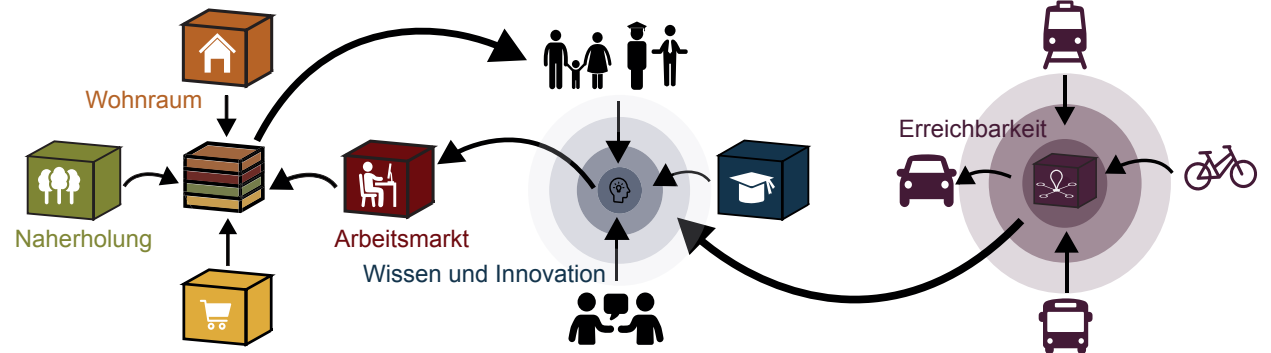 Wohnraum
Erreichbarkeit
Naherholung
Arbeitsmarkt
Wissen und Innovation